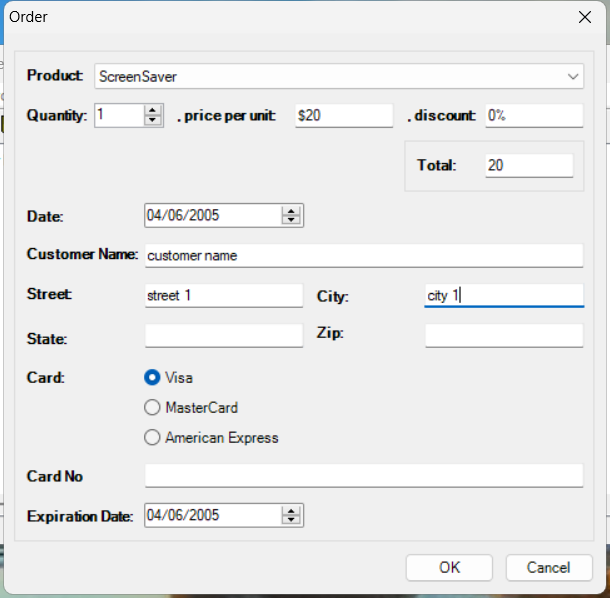 Order
Product: ScreenSaver
Quantity: 1 . price per unit: $20 . discount: 0%
Total: 20
Date: 04/06/2005
Customer Name: customer name
Street: street 1 City: city 1
State: Zip:
Card: Visa
MasterCard
American Express
Card No
Expiration Date: 04/06/2005
OK Cancel